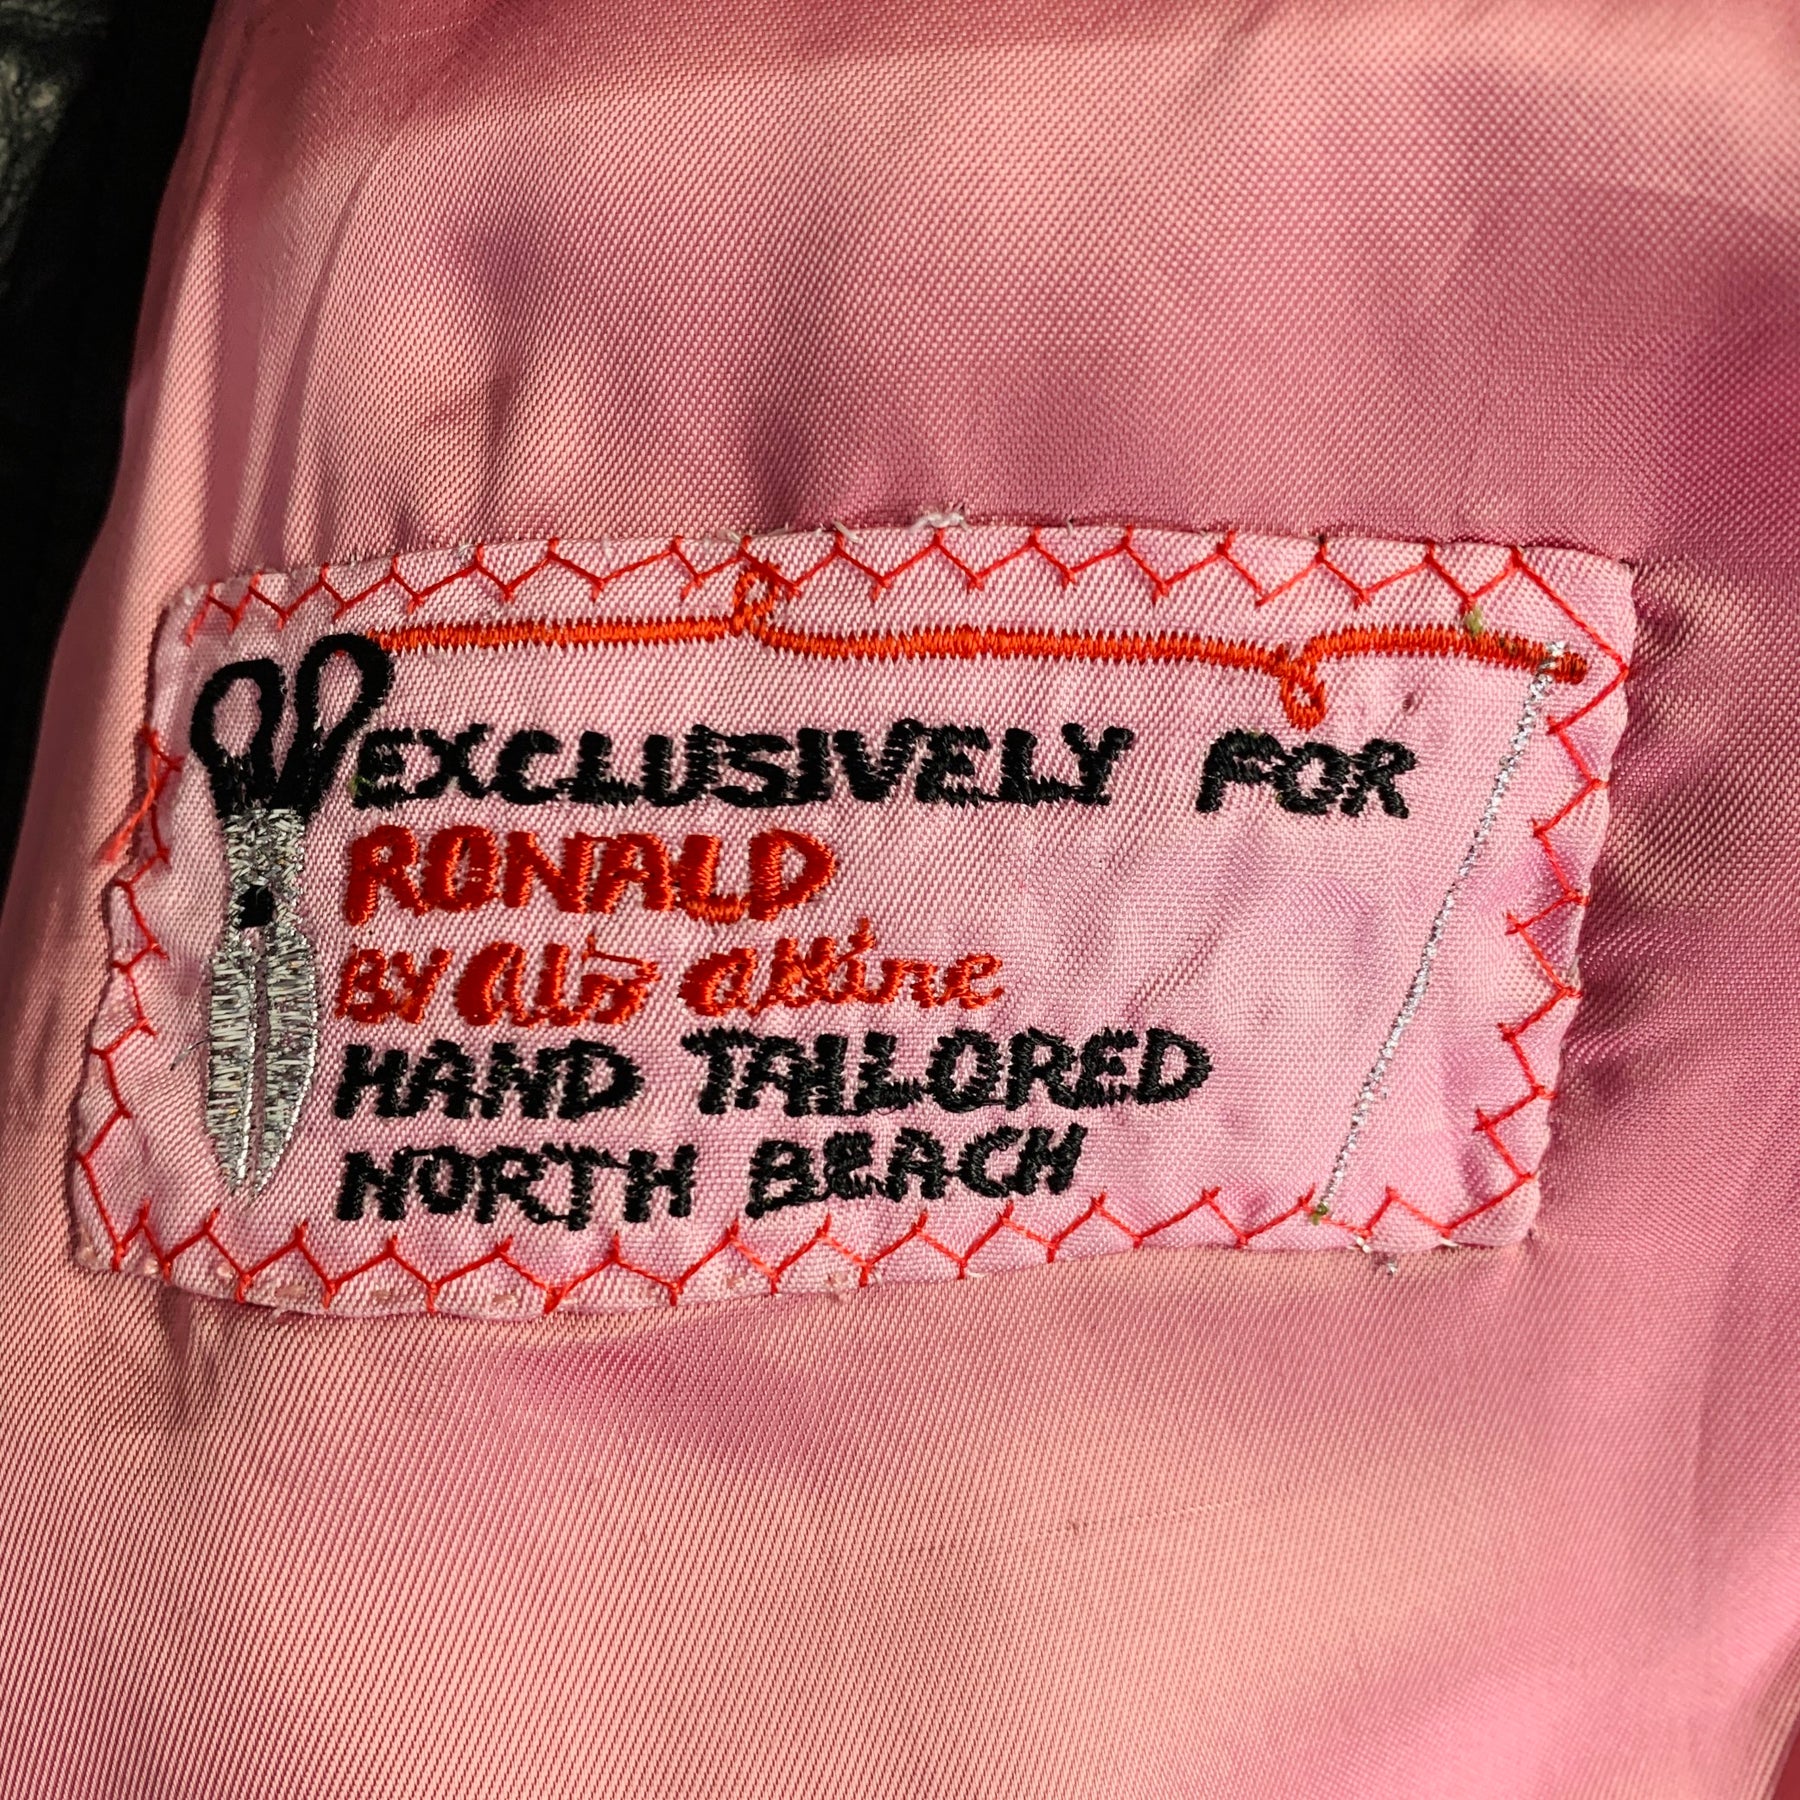 EXCLUSIVELY FOR
RONALD
BY
HAND TAILORED
NORTH BEACH